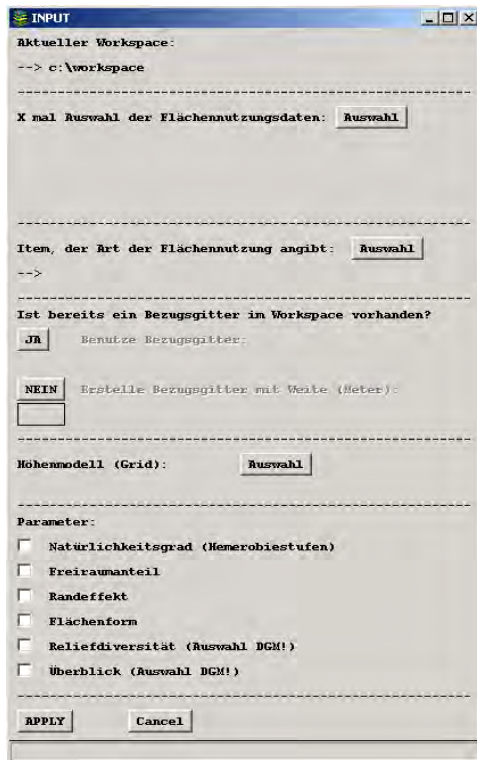 INPUT
Aktueller Workspace:
--> c:\workspace
X mal Auswahl der Flächennutzungsdaten: Auswahl
Item, der Art der Flächennutzung angibt: Auswahl
-->
Ist bereits ein Bezugsgitter im Workspace vorhanden?
JA Benutze Bezugsgitter:
NEIN Erstelle Bezugsgitter mit Weite (Meter):
Höhenmodell (Grid): Auswahl
Parameter:
Natürlichkeitsgrad (Hemerobiestufen)
Freiraumanteil
Randeffekt
Flächenform
Reliefdiversität (Auswahl DGM!)
Überblick (Auswahl DGM!)
APPLY Cancel